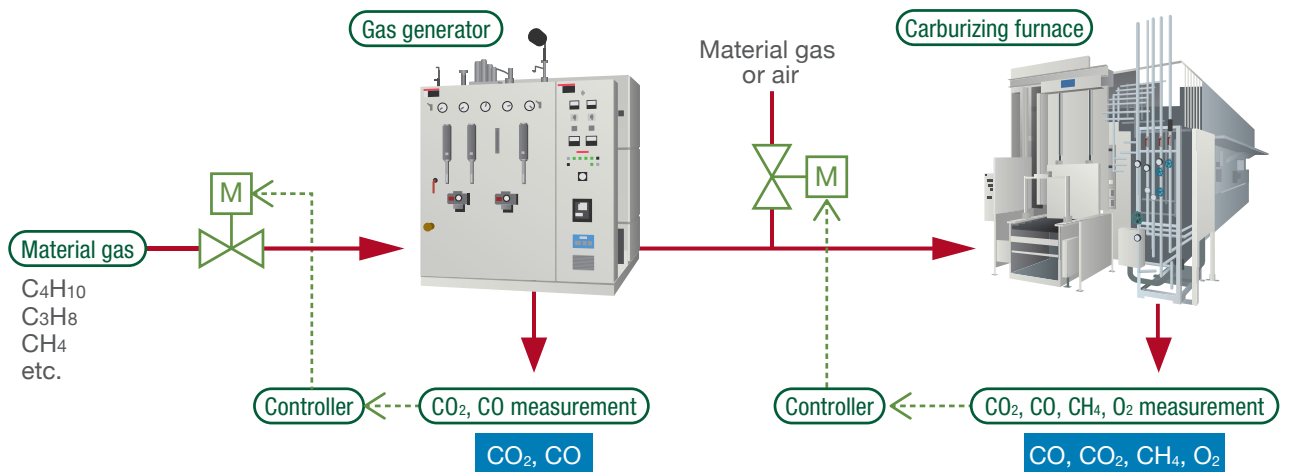 Gas generator
Carburizing furnace
Material gas
or air
M
M
Material gas
C₄H₁₀
C₃H₈
CH₄
etc.
Controller
CO₂, CO measurement
Controller
CO₂, CO, CH₄, O₂ measurement
CO₂, CO
CO, CO₂, CH₄, O₂